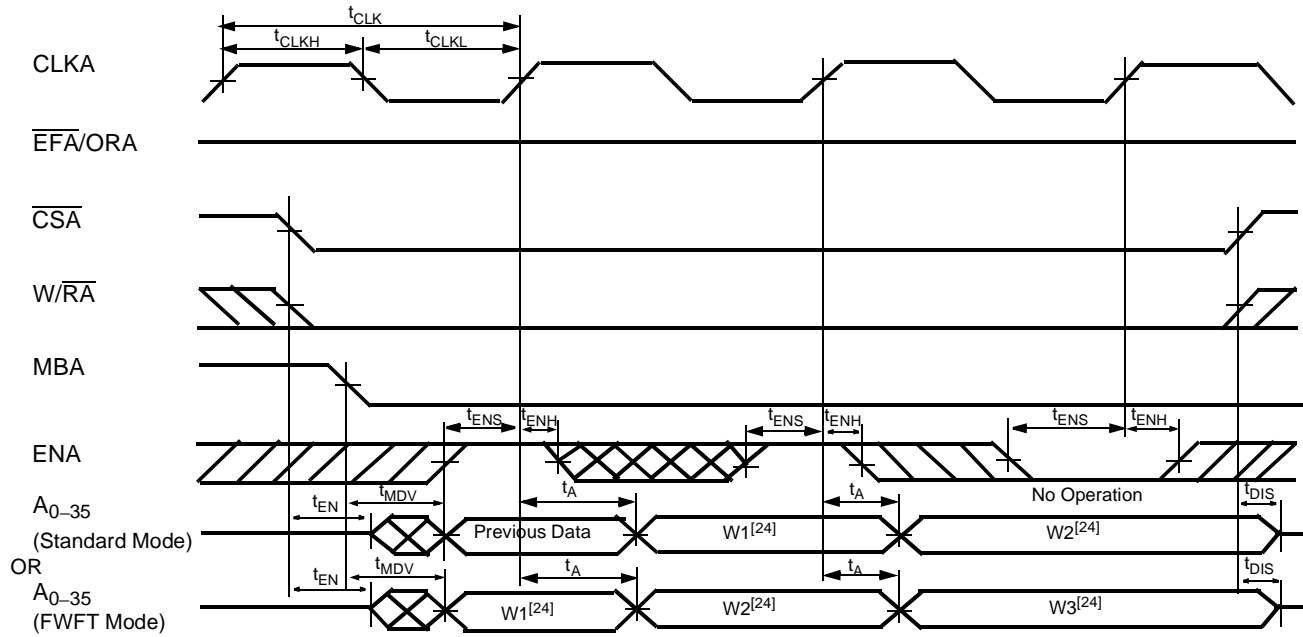 tCLK
tCLKH
tCLKL
CLKA
EFA/ORA
CSA
W/RA
MBA
tENS
tENH
tENS
tENH
tENS
tENH
ENA
tEN
tMDV
tA
tA
No Operation
tDIS
A0–35
(Standard Mode)
Previous Data
W1[24]
W2[24]
OR
tEN
tMDV
tA
tA
tDIS
A0–35
(FWFT Mode)
W1[24]
W2[24]
W3[24]